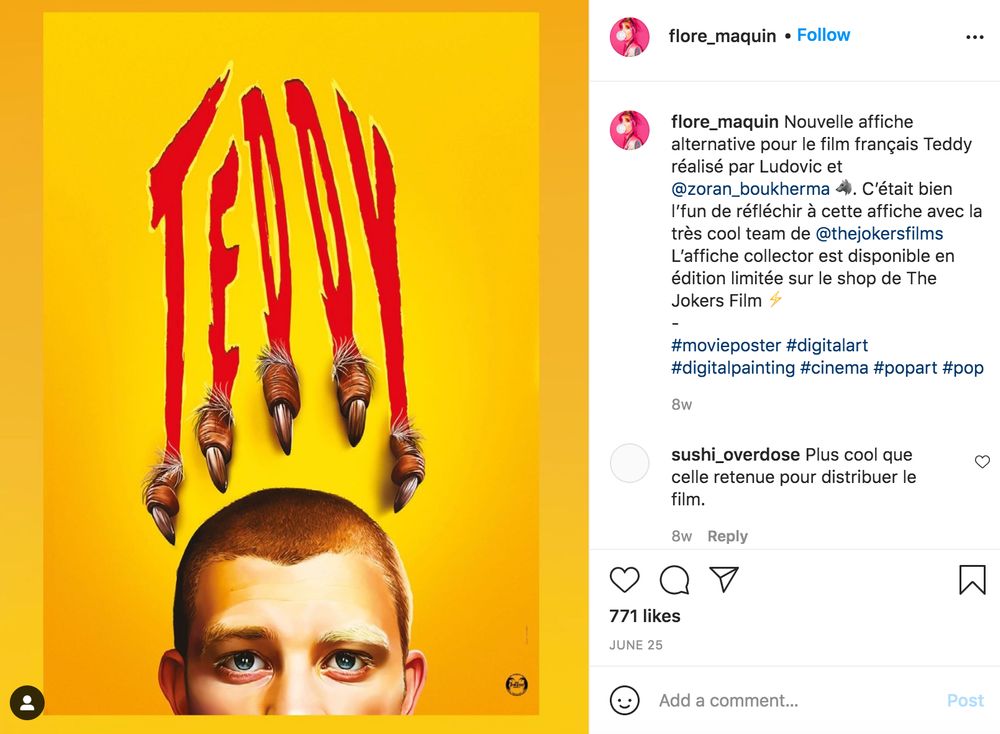 TEDDY
flore_maquin • Follow
flore_maquin Nouvelle affiche
alternative pour le film français Teddy
réalisé par Ludovic et
@zoran_boukherma 🐺. C’était bien
l’fun de réfléchir à cette affiche avec la
très cool team de @thejokersfilms
L’affiche collector est disponible en
édition limitée sur le shop de The
Jokers Film ⚡
-
#movieposter #digitalart
#digitalpainting #cinema #popart #pop
8w
sushi_overdose Plus cool que
celle retenue pour distribuer le
film.
8w Reply
771 likes
JUNE 25
Add a comment... Post